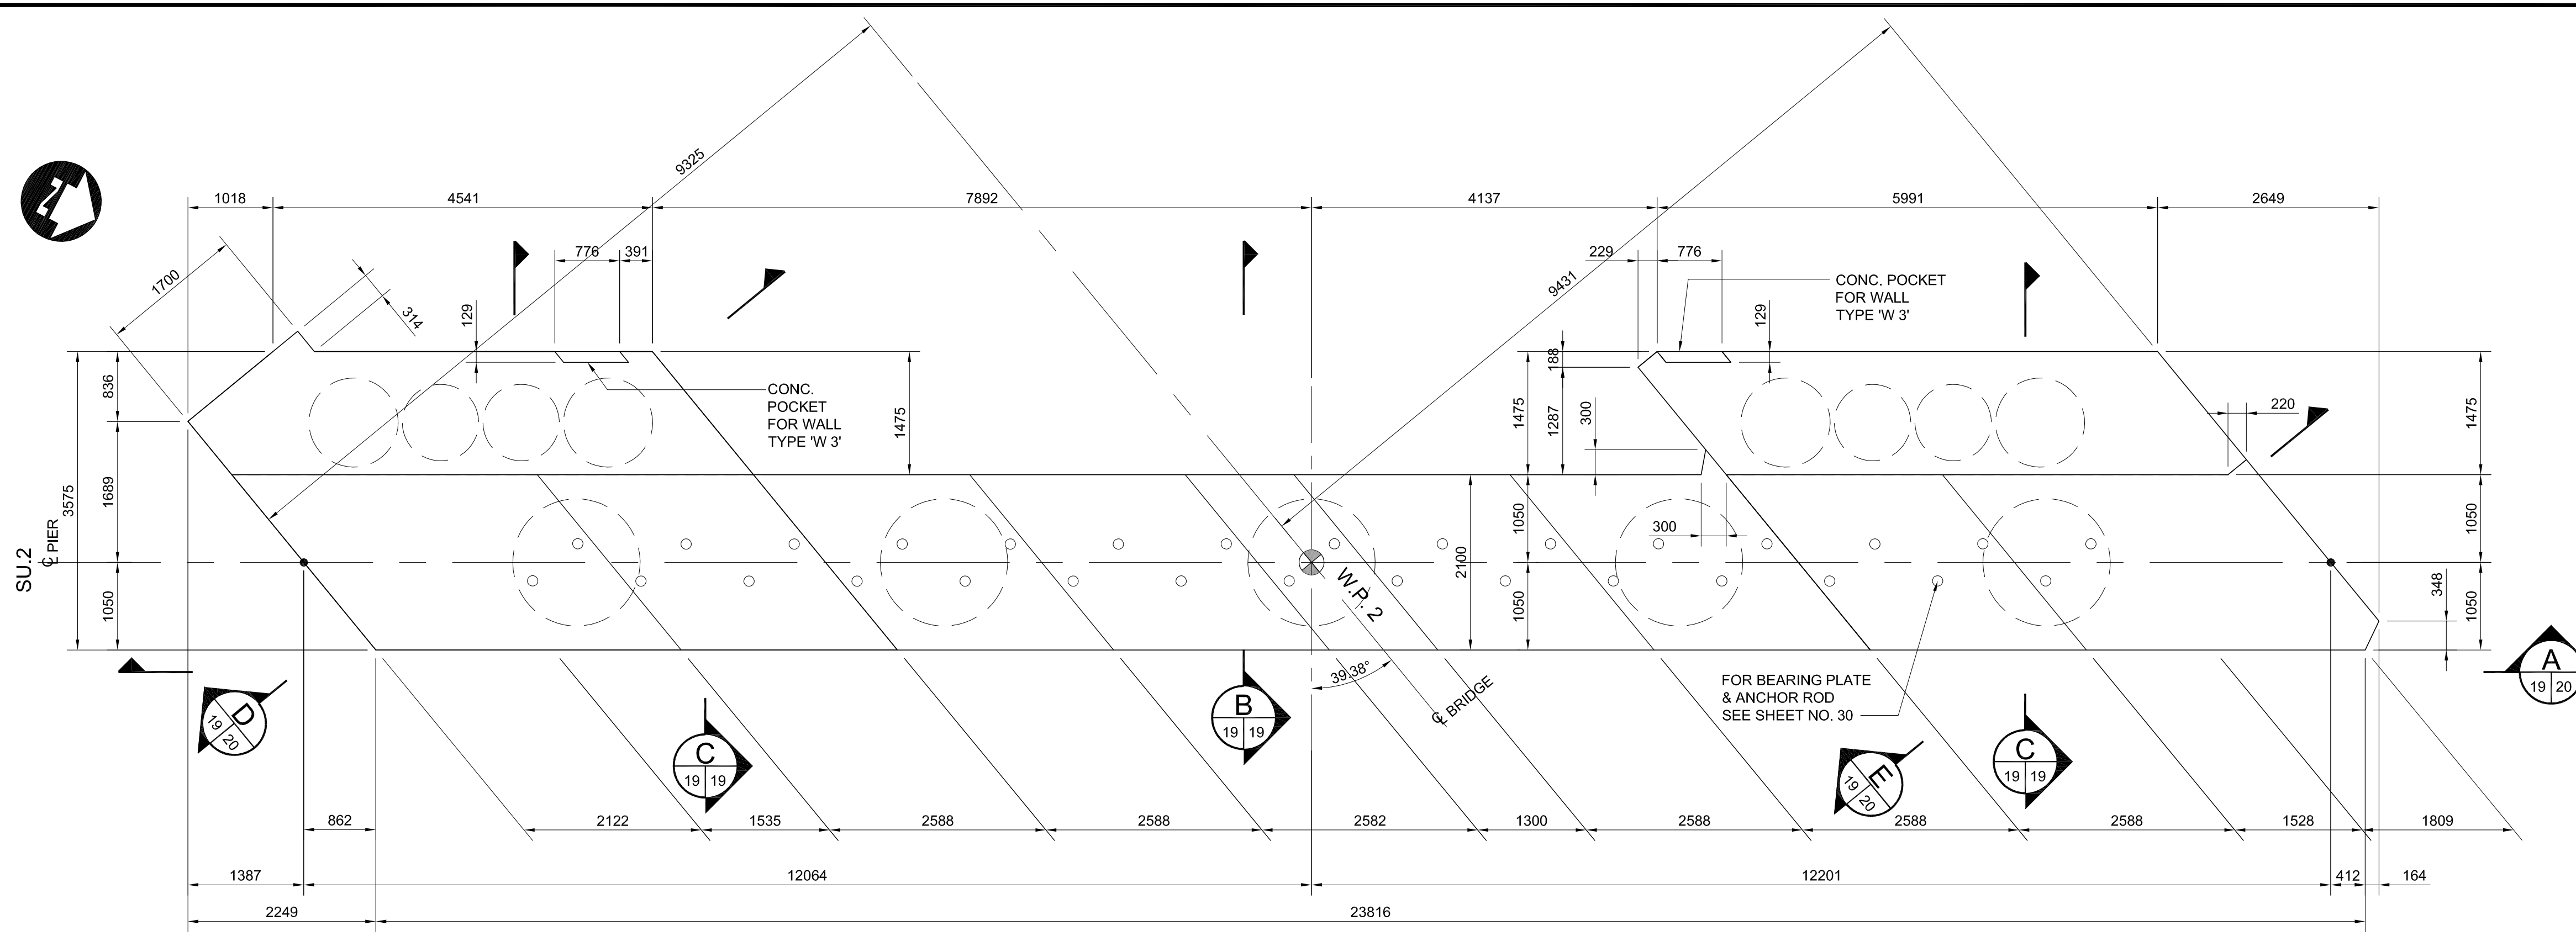 9325
1018
4541
7892
4137
5991
2649
N
776
391
229
776
1700
314
129
9431
CONC. POCKET
FOR WALL
TYPE 'W 3'
129
188
836
CONC.
POCKET
FOR WALL
TYPE 'W 3'
1475
1475
1287
300
220
1475
3575
1689
SU.2
℄ PIER
1050
300
1050
2100
1050
1050
W.P. 2
348
1050
39.38°
℄ BRIDGE
FOR BEARING PLATE
& ANCHOR ROD
SEE SHEET NO. 30
A
19 20
D
19 20
C
19 19
B
19 19
E
19 20
C
19 19
862
2122
1535
2588
2588
2582
1300
2588
2588
2588
1528
1809
1387
12064
12201
412
164
2249
23816